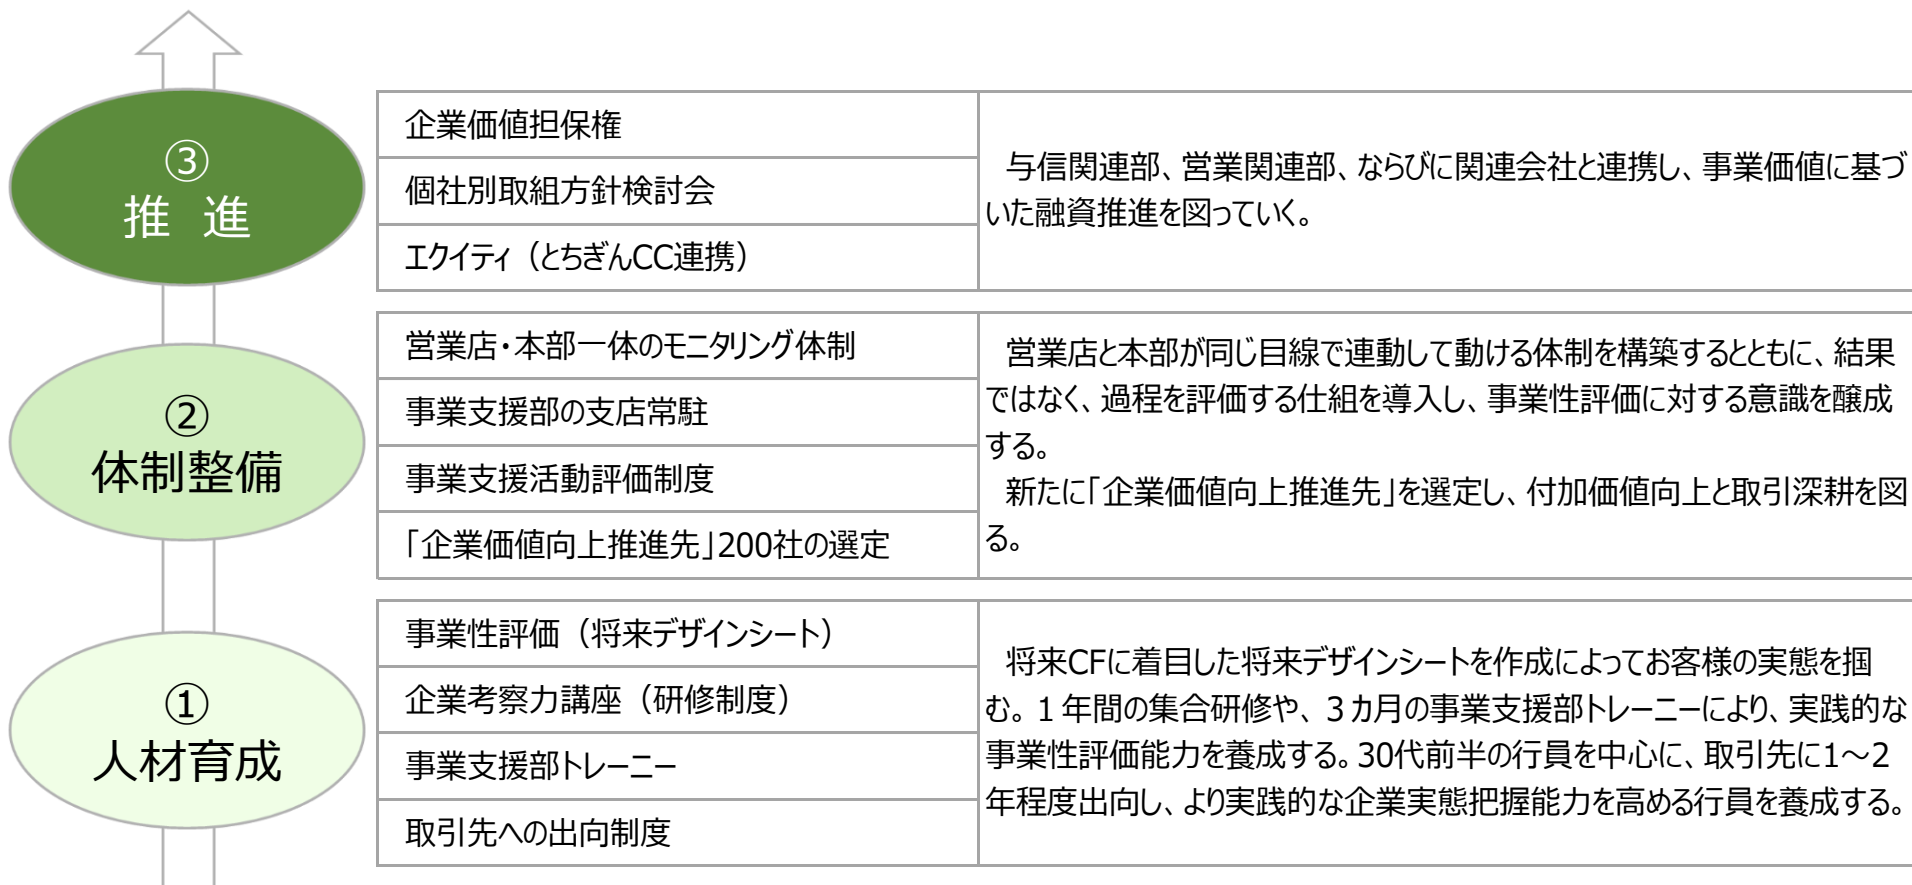 ③
推 進
企業価値担保権
個社別取組方針検討会
エクイティ（とちぎんCC連携）
与信関連部、営業関連部、ならびに関連会社と連携し、事業価値に基づ
いた融資推進を図っていく。
②
体制整備
営業店・本部一体のモニタリング体制
事業支援部の支店常駐
事業支援活動評価制度
「企業価値向上推進先」200社の選定
営業店と本部が同じ目線で連動して動ける体制を構築するとともに、結果
ではなく、過程を評価する仕組を導入し、事業性評価に対する意識を醸成
する。
新たに「企業価値向上推進先」を選定し、付加価値向上と取引深耕を図
る。
①
人材育成
事業性評価（将来デザインシート）
企業考察力講座（研修制度）
事業支援部トレーニー
取引先への出向制度
将来CFに着目した将来デザインシートを作成によってお客様の実態を掴
む。１年間の集合研修や、３ヵ月の事業支援部トレーニーにより、実践的な
事業性評価能力を養成する。30代前半の行員を中心に、取引先に1～2
年程度出向し、より実践的な企業実態把握能力を高める行員を養成する。